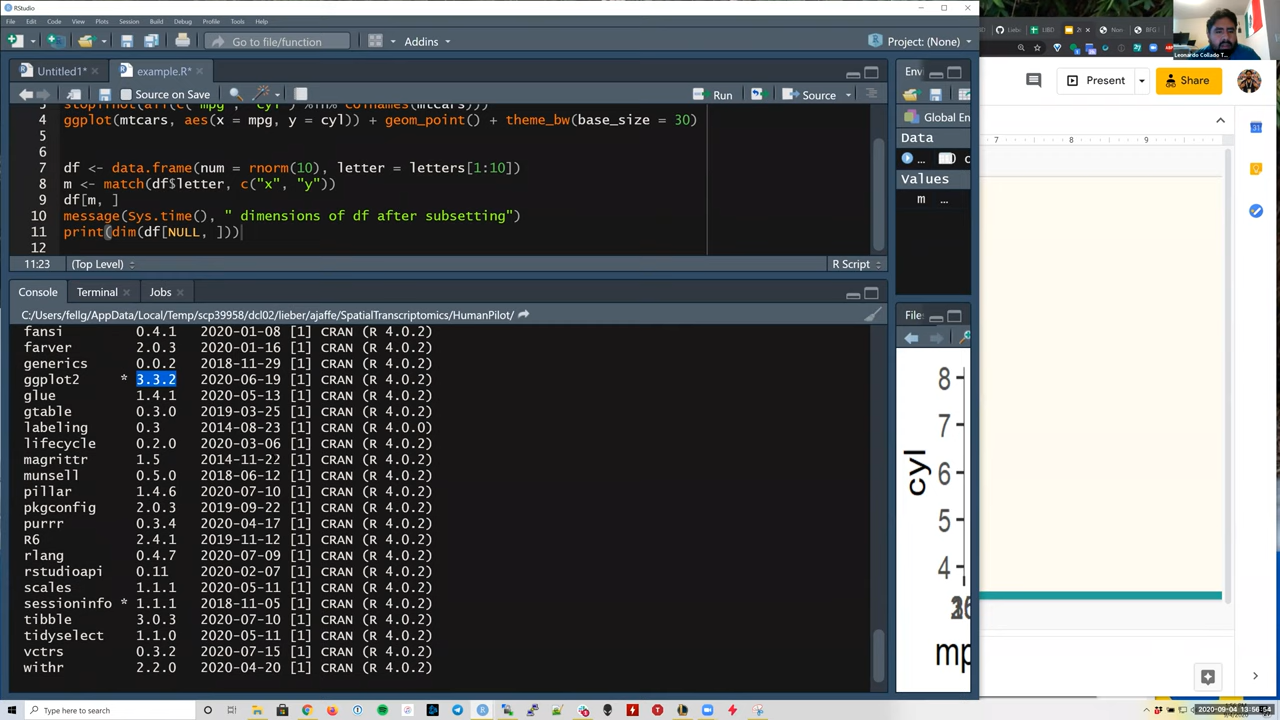 RStudio
File Edit Code View Plots Session Build Debug Profile Tools Help
Go to file/function
Addins
Project: (None)
Untitled1*
example.R*
Source on Save
Run
Source
4 ggplot(mtcars, aes(x = mpg, y = cyl)) + geom_point() + theme_bw(base_size = 30)
5
6
7 df <- data.frame(num = rnorm(10), letter = letters[1:10])
8 m <- match(df$letter, c("x", "y"))
9 df[m, ]
10 message(Sys.time(), " dimensions of df after subsetting")
11 print(dim(df[NULL, ]))
12
11:23
(Top Level)
R Script
Console
Terminal
Jobs
C:/Users/fellg/AppData/Local/Temp/scp39958/dcl02/lieber/ajaffe/SpatialTranscriptomics/HumanPilot/
fansi 0.4.1 2020-01-08 [1] CRAN (R 4.0.2)
farver 2.0.3 2020-01-16 [1] CRAN (R 4.0.2)
generics 0.0.2 2018-11-29 [1] CRAN (R 4.0.2)
ggplot2 * 3.3.2 2020-06-19 [1] CRAN (R 4.0.2)
glue 1.4.1 2020-05-13 [1] CRAN (R 4.0.2)
gtable 0.3.0 2019-03-25 [1] CRAN (R 4.0.2)
labeling 0.3 2014-08-23 [1] CRAN (R 4.0.0)
lifecycle 0.2.0 2020-03-06 [1] CRAN (R 4.0.2)
magrittr 1.5 2014-11-22 [1] CRAN (R 4.0.2)
munsell 0.5.0 2018-06-12 [1] CRAN (R 4.0.2)
pillar 1.4.6 2020-07-10 [1] CRAN (R 4.0.2)
pkgconfig 2.0.3 2019-09-22 [1] CRAN (R 4.0.2)
purrr 0.3.4 2020-04-17 [1] CRAN (R 4.0.2)
R6 2.4.1 2019-11-12 [1] CRAN (R 4.0.2)
rlang 0.4.7 2020-07-09 [1] CRAN (R 4.0.2)
rstudioapi 0.11 2020-02-07 [1] CRAN (R 4.0.2)
scales 1.1.1 2020-05-11 [1] CRAN (R 4.0.2)
sessioninfo * 1.1.1 2018-11-05 [1] CRAN (R 4.0.2)
tibble 3.0.3 2020-07-10 [1] CRAN (R 4.0.2)
tidyselect 1.1.0 2020-05-11 [1] CRAN (R 4.0.2)
vctrs 0.3.2 2020-07-15 [1] CRAN (R 4.0.2)
withr 2.2.0 2020-04-20 [1] CRAN (R 4.0.2)
Env
Global En
Data
... c
Values
m ...
File
8
7
6
5
4
cyl
mp
LIBD
Non
BFG
Leonardo Collado T...
Present
Share
7 8 9
31
Type here to search
2020-09-04 13:56:54